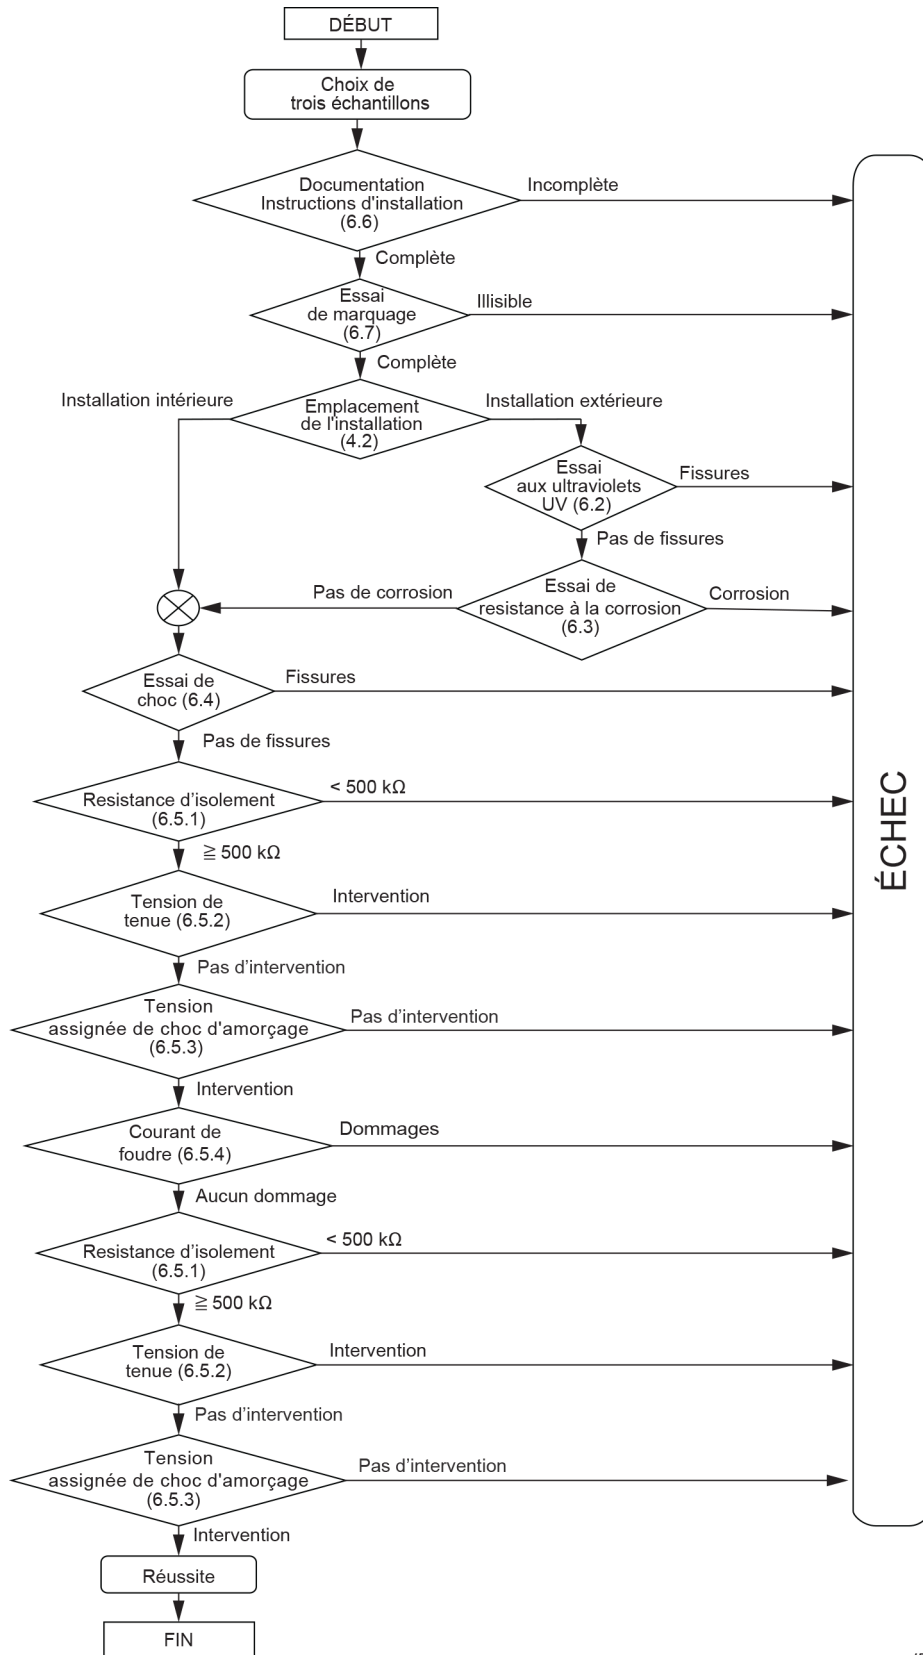 DÉBUT
Choix de
trois échantillons
Documentation
Instructions d'installation
(6.6)
Incomplète
Complète
Essai
de marquage
(6.7)
Illisible
Complète
Installation intérieure
Emplacement
de l'installation
(4.2)
Installation extérieure
Essai
aux ultraviolets
UV (6.2)
Fissures
Pas de fissures
Pas de corrosion
Essai de
resistance à la corrosion
(6.3)
Corrosion
Essai de
choc (6.4)
Fissures
Pas de fissures
Resistance d'isolement
(6.5.1)
< 500 kΩ
≧ 500 kΩ
Tension de
tenue (6.5.2)
Intervention
Pas d'intervention
Tension
assignée de choc d'amorçage
(6.5.3)
Pas d'intervention
Intervention
Courant de
foudre (6.5.4)
Dommages
Aucun dommage
Resistance d'isolement
(6.5.1)
< 500 kΩ
≧ 500 kΩ
Tension de
tenue (6.5.2)
Intervention
Pas d'intervention
Tension
assignée de choc d'amorçage
(6.5.3)
Pas d'intervention
Intervention
Réussite
FIN
ÉCHEC